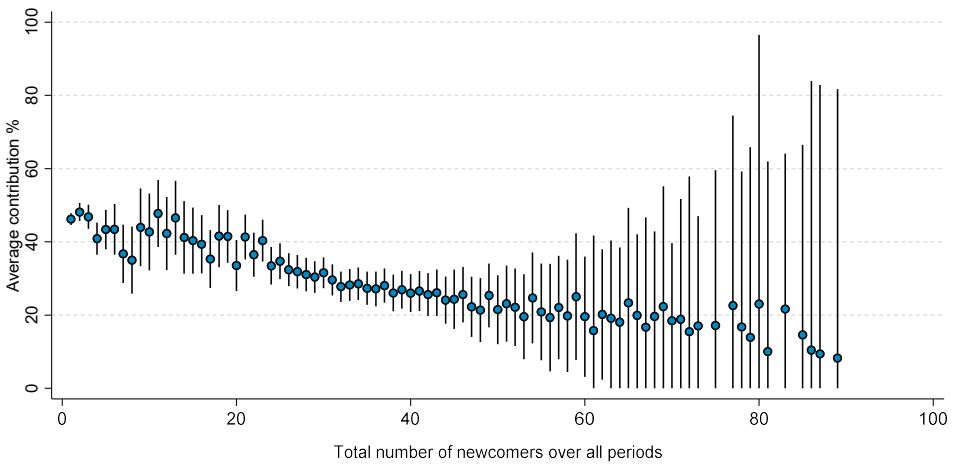 Average contribution %
100
80
60
40
20
0
0 20 40 60 80 100
Total number of newcomers over all periods